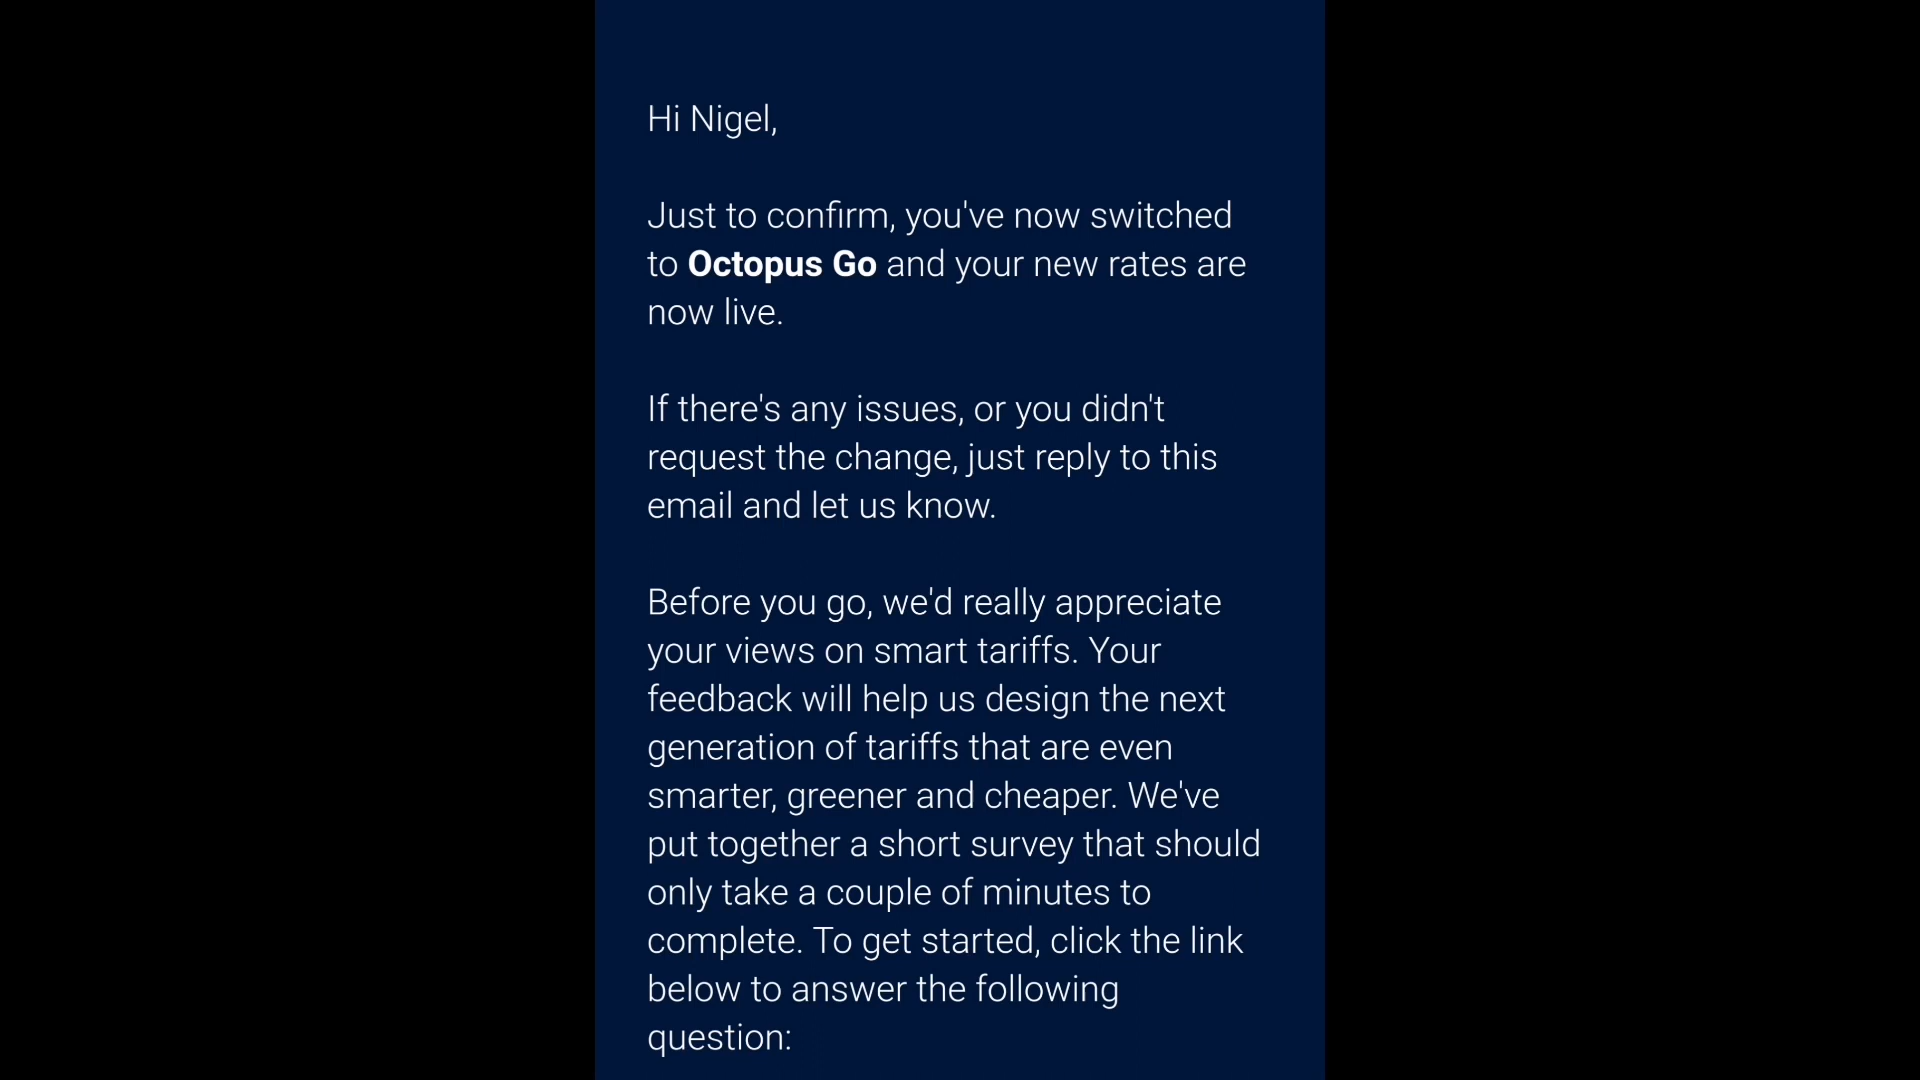 Hi Nigel,
Just to confirm, you've now switched
to Octopus Go and your new rates are
now live.
If there's any issues, or you didn't
request the change, just reply to this
email and let us know.
Before you go, we'd really appreciate
your views on smart tariffs. Your
feedback will help us design the next
generation of tariffs that are even
smarter, greener and cheaper. We've
put together a short survey that should
only take a couple of minutes to
complete. To get started, click the link
below to answer the following
question: